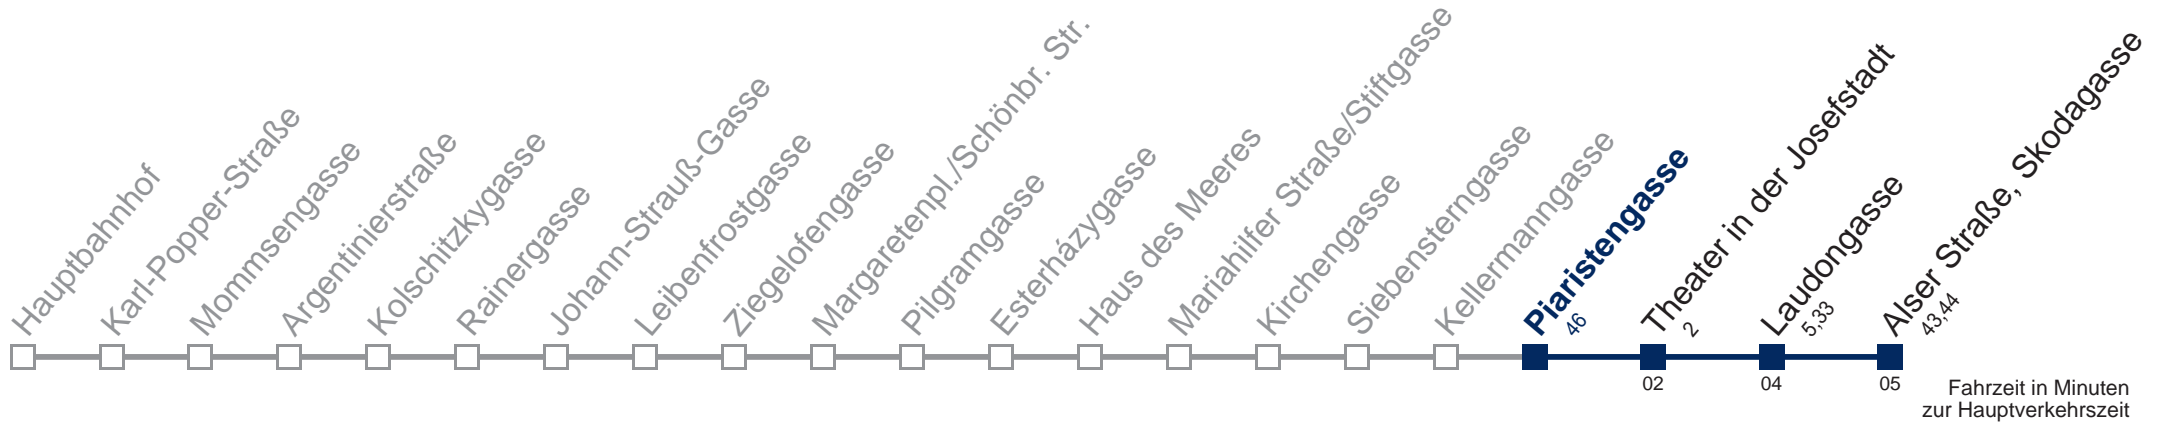 Hauptbahnhof
Karl-Popper-Straße
Mommsengasse
Argentinierstraße
Kolschitzkygasse
Rainergasse
Johann-Strauß-Gasse
Leibenfrostgasse
Ziegelofengasse
Margaretenpl./Schönbr. Str.
Pilgramgasse
Esterházygasse
Haus des Meeres
Mariahilfer Straße/Stiftgasse
Kirchengasse
Siebensterngasse
Kellermanngasse
Piaristengasse
46
Theater in der Josefstadt
2
Laudongasse
5,33
Alser Straße, Skodagasse
43,44
02
04
05
Fahrzeit in Minuten
zur Hauptverkehrszeit